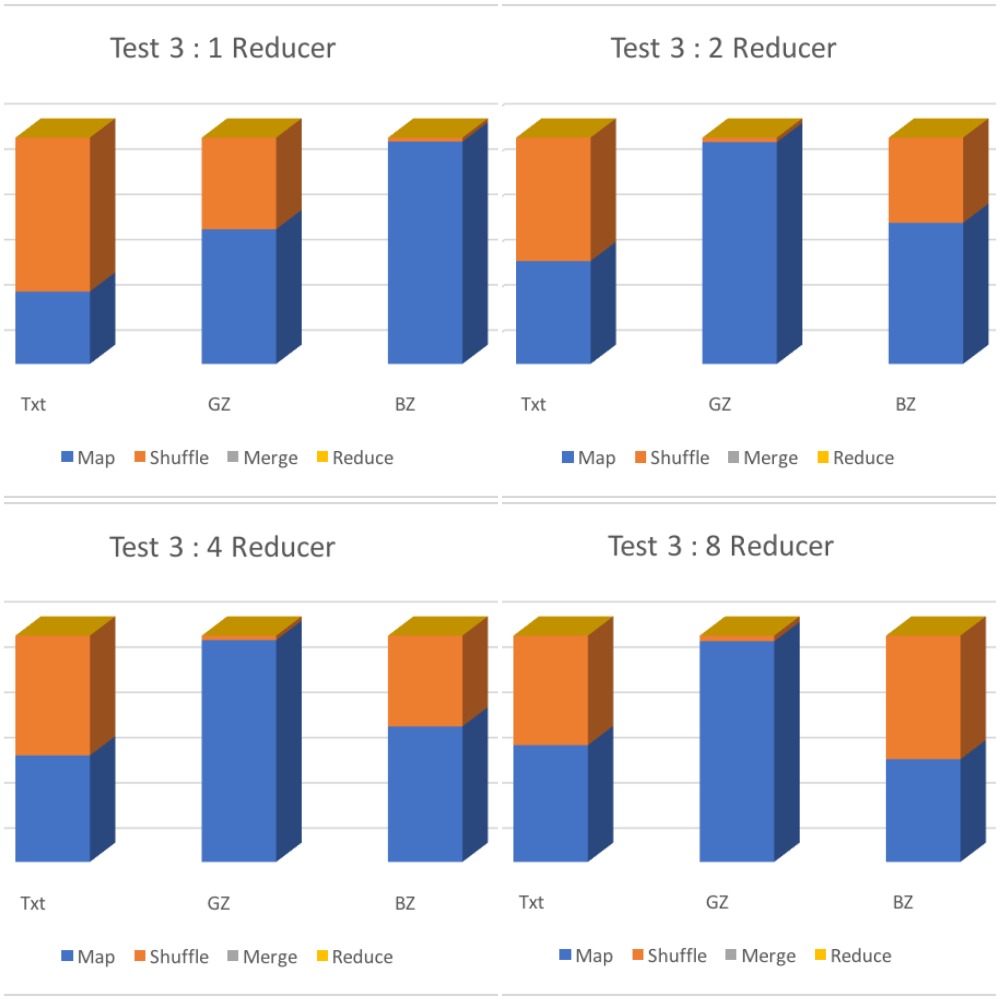 Test 3 : 1 Reducer
Txt GZ BZ
Map Shuffle Merge Reduce
Test 3 : 2 Reducer
Txt GZ BZ
Map Shuffle Merge Reduce
Test 3 : 4 Reducer
Txt GZ BZ
Map Shuffle Merge Reduce
Test 3 : 8 Reducer
Txt GZ BZ
Map Shuffle Merge Reduce